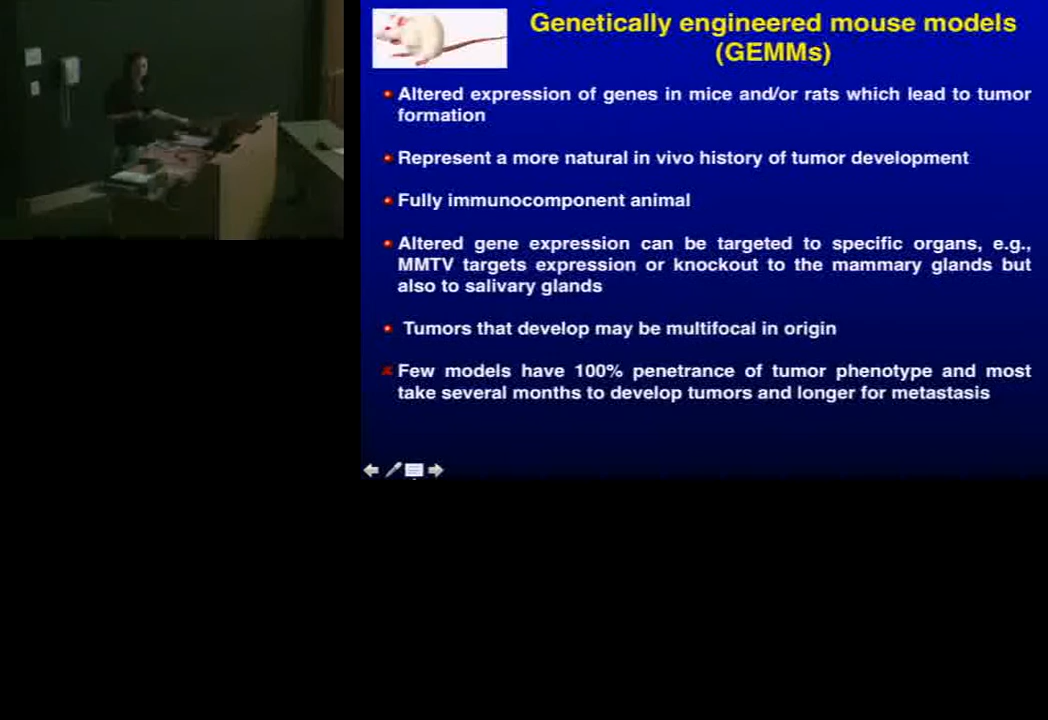 Genetically engineered mouse models
(GEMMs)
Altered expression of genes in mice and/or rats which lead to tumor
formation
Represent a more natural in vivo history of tumor development
Fully immunocomponent animal
Altered gene expression can be targeted to specific organs, e.g.,
MMTV targets expression or knockout to the mammary glands but
also to salivary glands
Tumors that develop may be multifocal in origin
Few models have 100% penetrance of tumor phenotype and most
take several months to develop tumors and longer for metastasis